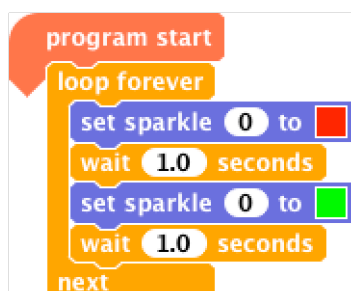 program start
loop forever
set sparkle 0 to
wait 1.0 seconds
set sparkle 0 to
wait 1.0 seconds
next